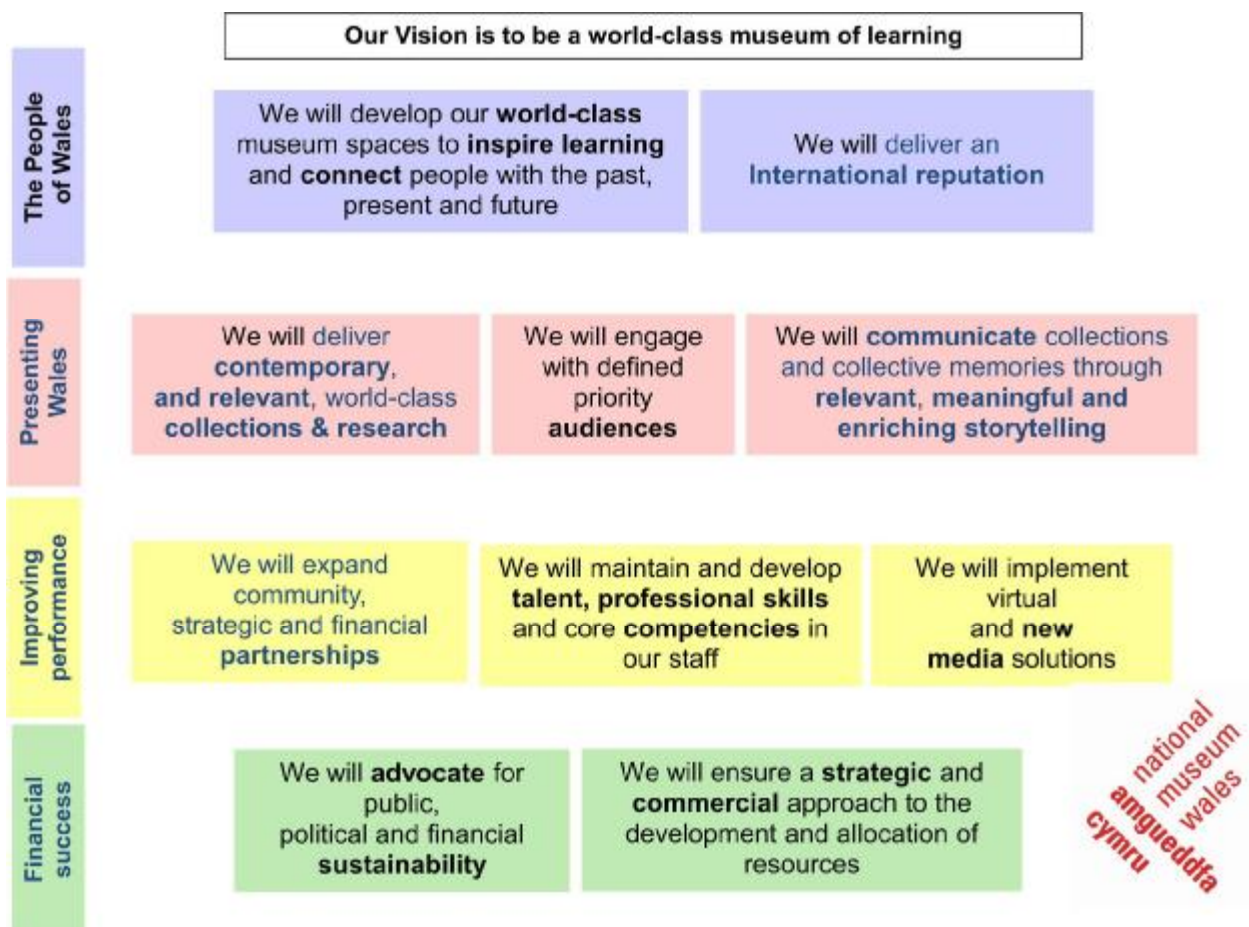 Our Vision is to be a world-class museum of learning
The People
of Wales
We will develop our world-class
museum spaces to inspire learning
and connect people with the past,
present and future
We will deliver an
International reputation
Presenting
Wales
We will deliver
contemporary,
and relevant, world-class
collections & research
We will engage
with defined
priority
audiences
We will communicate collections
and collective memories through
relevant, meaningful and
enriching storytelling
Improving
performance
We will expand
community,
strategic and financial
partnerships
We will maintain and develop
talent, professional skills
and core competencies in
our staff
We will implement
virtual
and new
media solutions
Financial
success
We will advocate for
public,
political and financial
sustainability
We will ensure a strategic and
commercial approach to the
development and allocation of
resources
national
museum
wales
amgueddfa
cymru